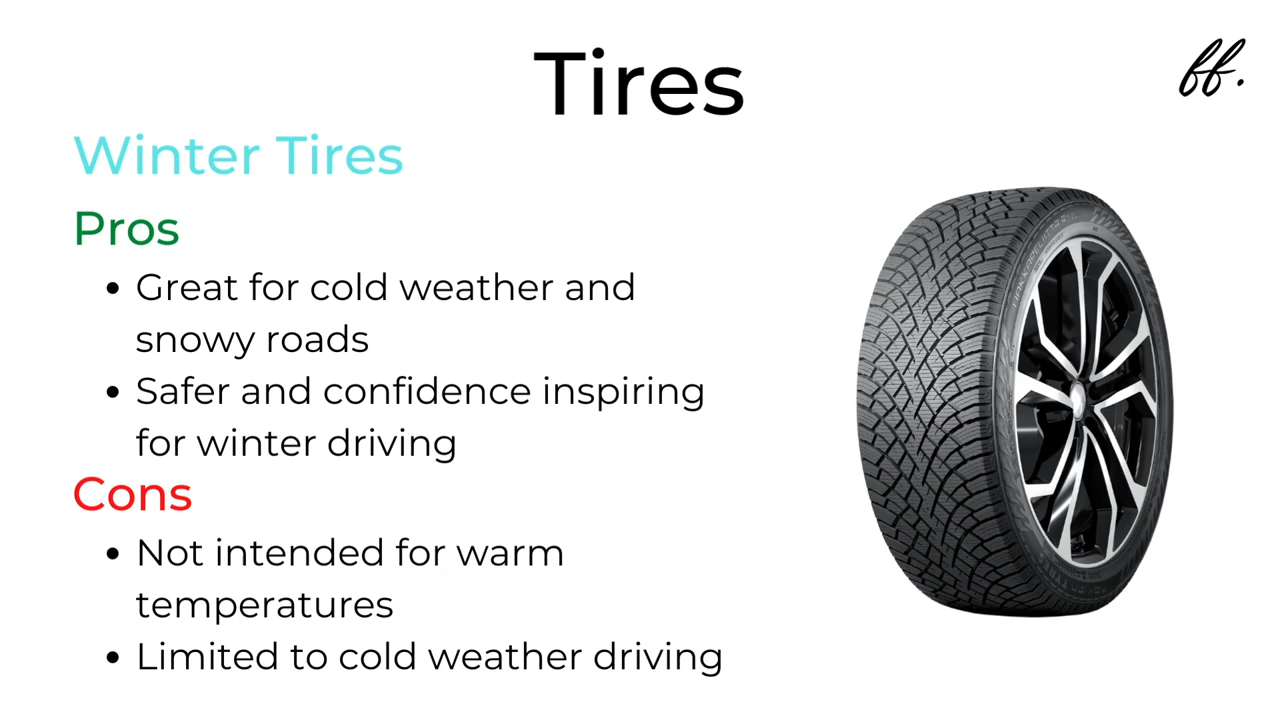 Tires
ff.
Winter Tires
Pros
• Great for cold weather and
snowy roads
• Safer and confidence inspiring
for winter driving
Cons
• Not intended for warm
temperatures
• Limited to cold weather driving